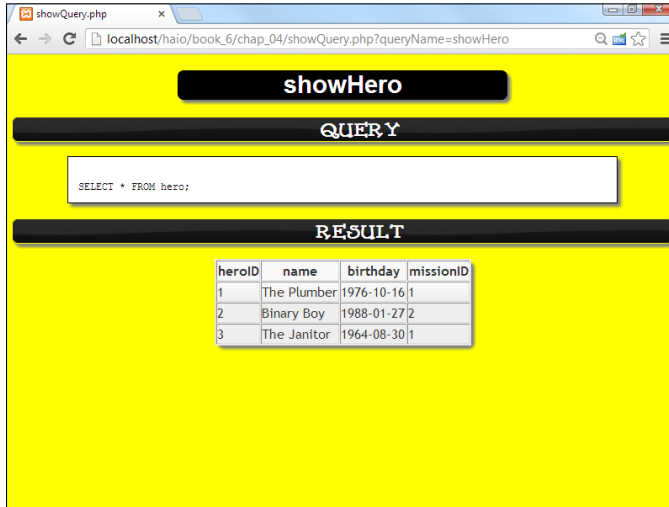 showQuery.php
localhost/haio/book_6/chap_04/showQuery.php?queryName=showHero
showHero
QUERY
SELECT * FROM hero;
RESULT
heroID name birthday missionID
1 The Plumber 1976-10-16 1
2 Binary Boy 1988-01-27 2
3 The Janitor 1964-08-30 1